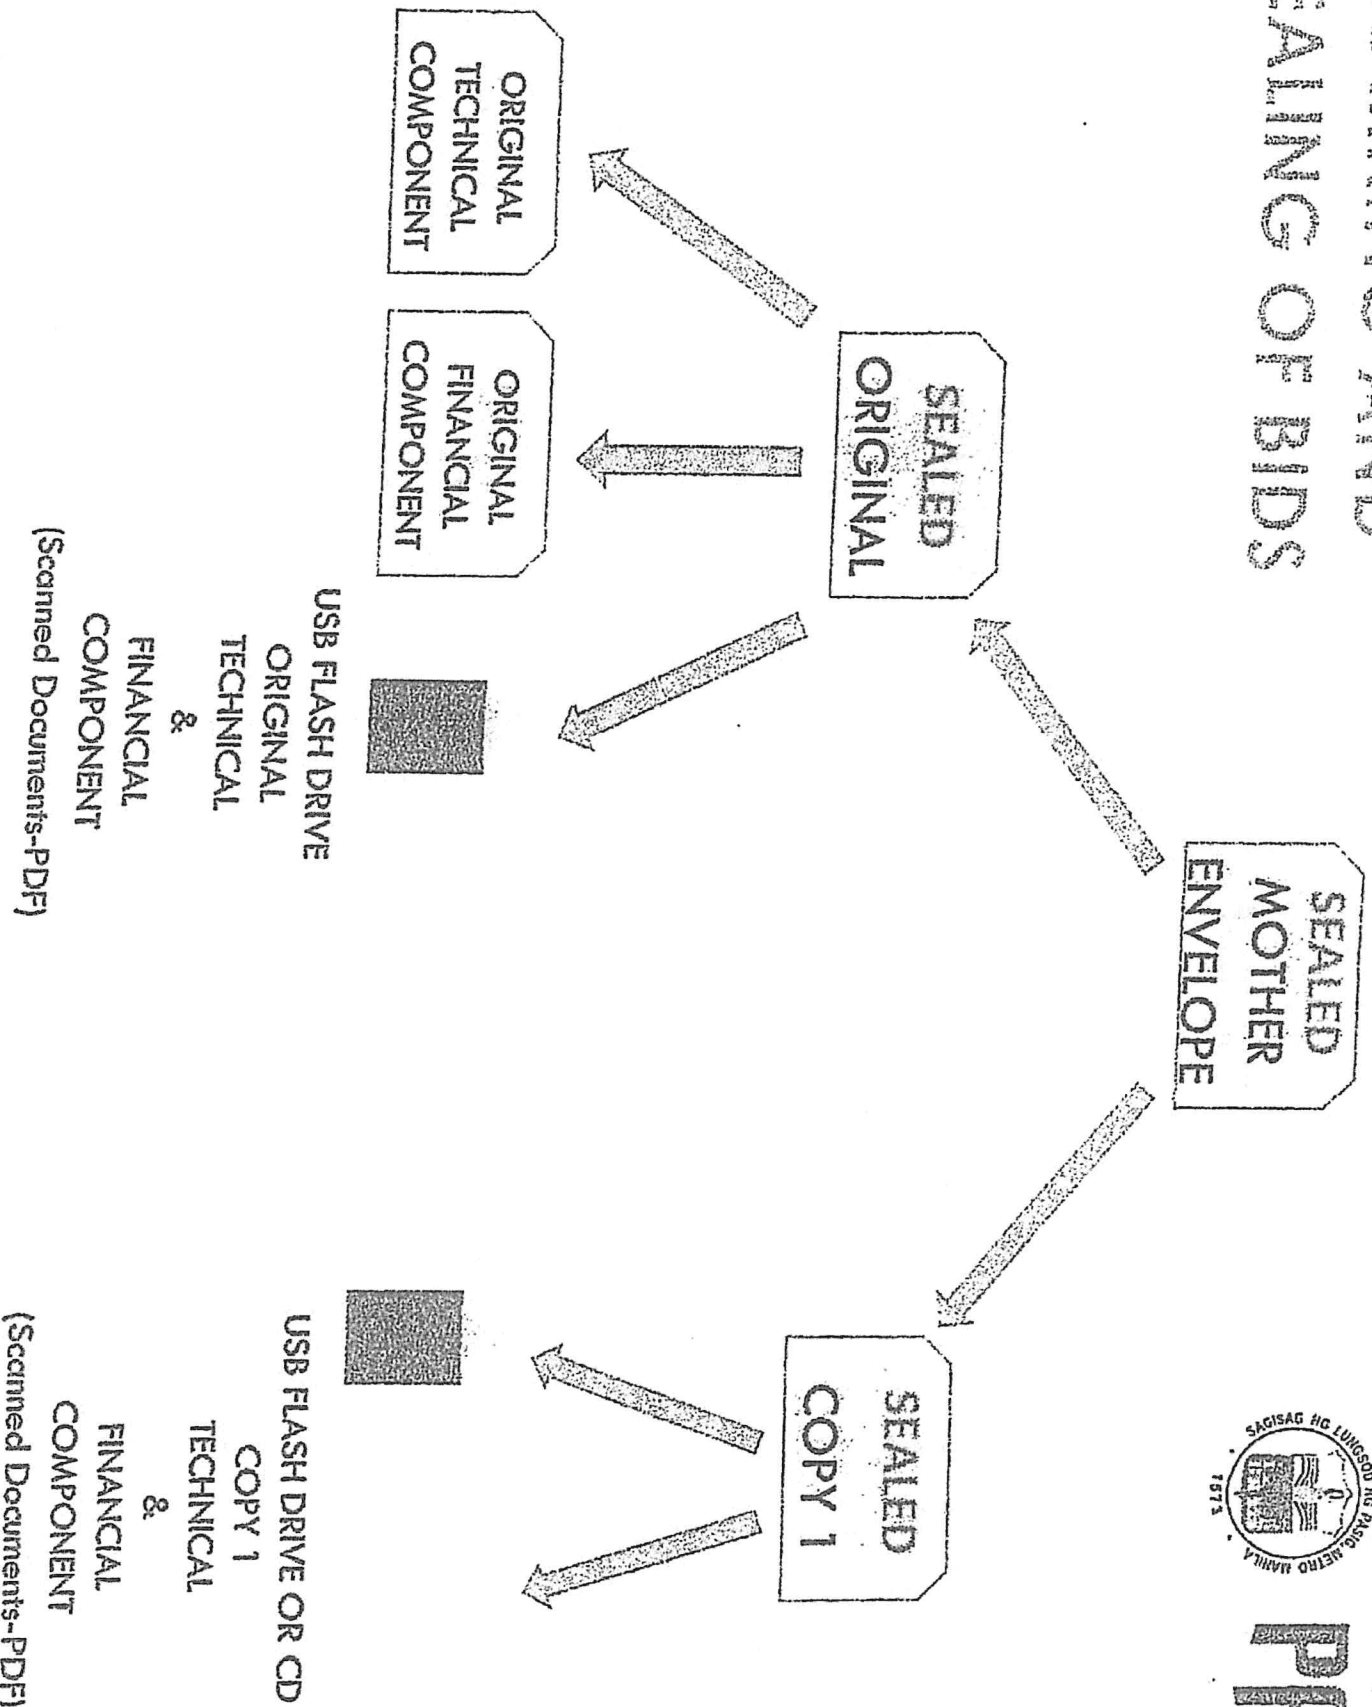 AND
EALING OF BIDS
SAGISAG NG LUNGSOD NG PASIG, METRO MANILA
1573
SEALED
MOTHER
ENVELOPE
SEALED
ORIGINAL
SEALED
COPY 1
ORIGINAL
TECHNICAL
COMPONENT
ORIGINAL
FINANCIAL
COMPONENT
USB FLASH DRIVE
ORIGINAL
TECHNICAL
&
FINANCIAL
COMPONENT
(Scanned Documents-PDF)
USB FLASH DRIVE OR CD
COPY 1
TECHNICAL
&
FINANCIAL
COMPONENT
(Scanned Documents-PDF)